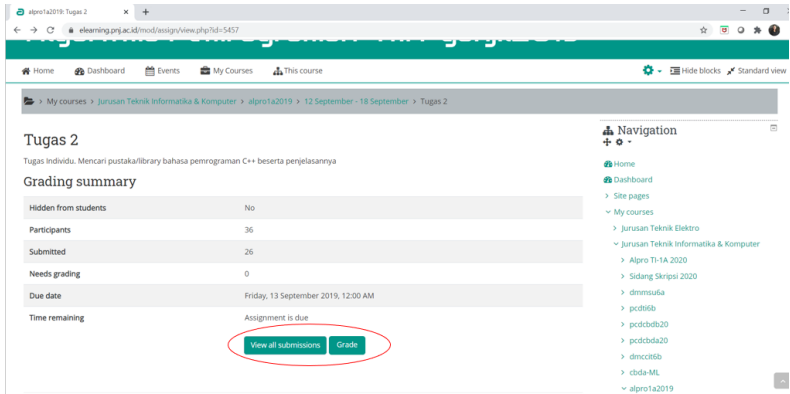 alpro1a2019: Tugas 2
elearning.pnj.ac.id/mod/assign/view.php?id=5457
Home Dashboard Events My Courses This course Hide blocks Standard view
> My courses > Jurusan Teknik Informatika & Komputer > alpro1a2019 > 12 September - 18 September > Tugas 2
Tugas 2
Tugas Individu. Mencari pustaka/library bahasa pemrograman C++ beserta penjelasannya
Grading summary
Hidden from students No
Participants 36
Submitted 26
Needs grading 0
Due date Friday, 13 September 2019, 12:00 AM
Time remaining Assignment is due
View all submissions Grade
Navigation
Home
Dashboard
> Site pages
My courses
> Jurusan Teknik Elektro
Jurusan Teknik Informatika & Komputer
> Alpro TI-1A 2020
> Sidang Skripsi 2020
> dmmsu6a
> pcdti6b
> pcdcbdb20
> pcdcbda20
> dmccit6b
> cbda-ML
alpro1a2019